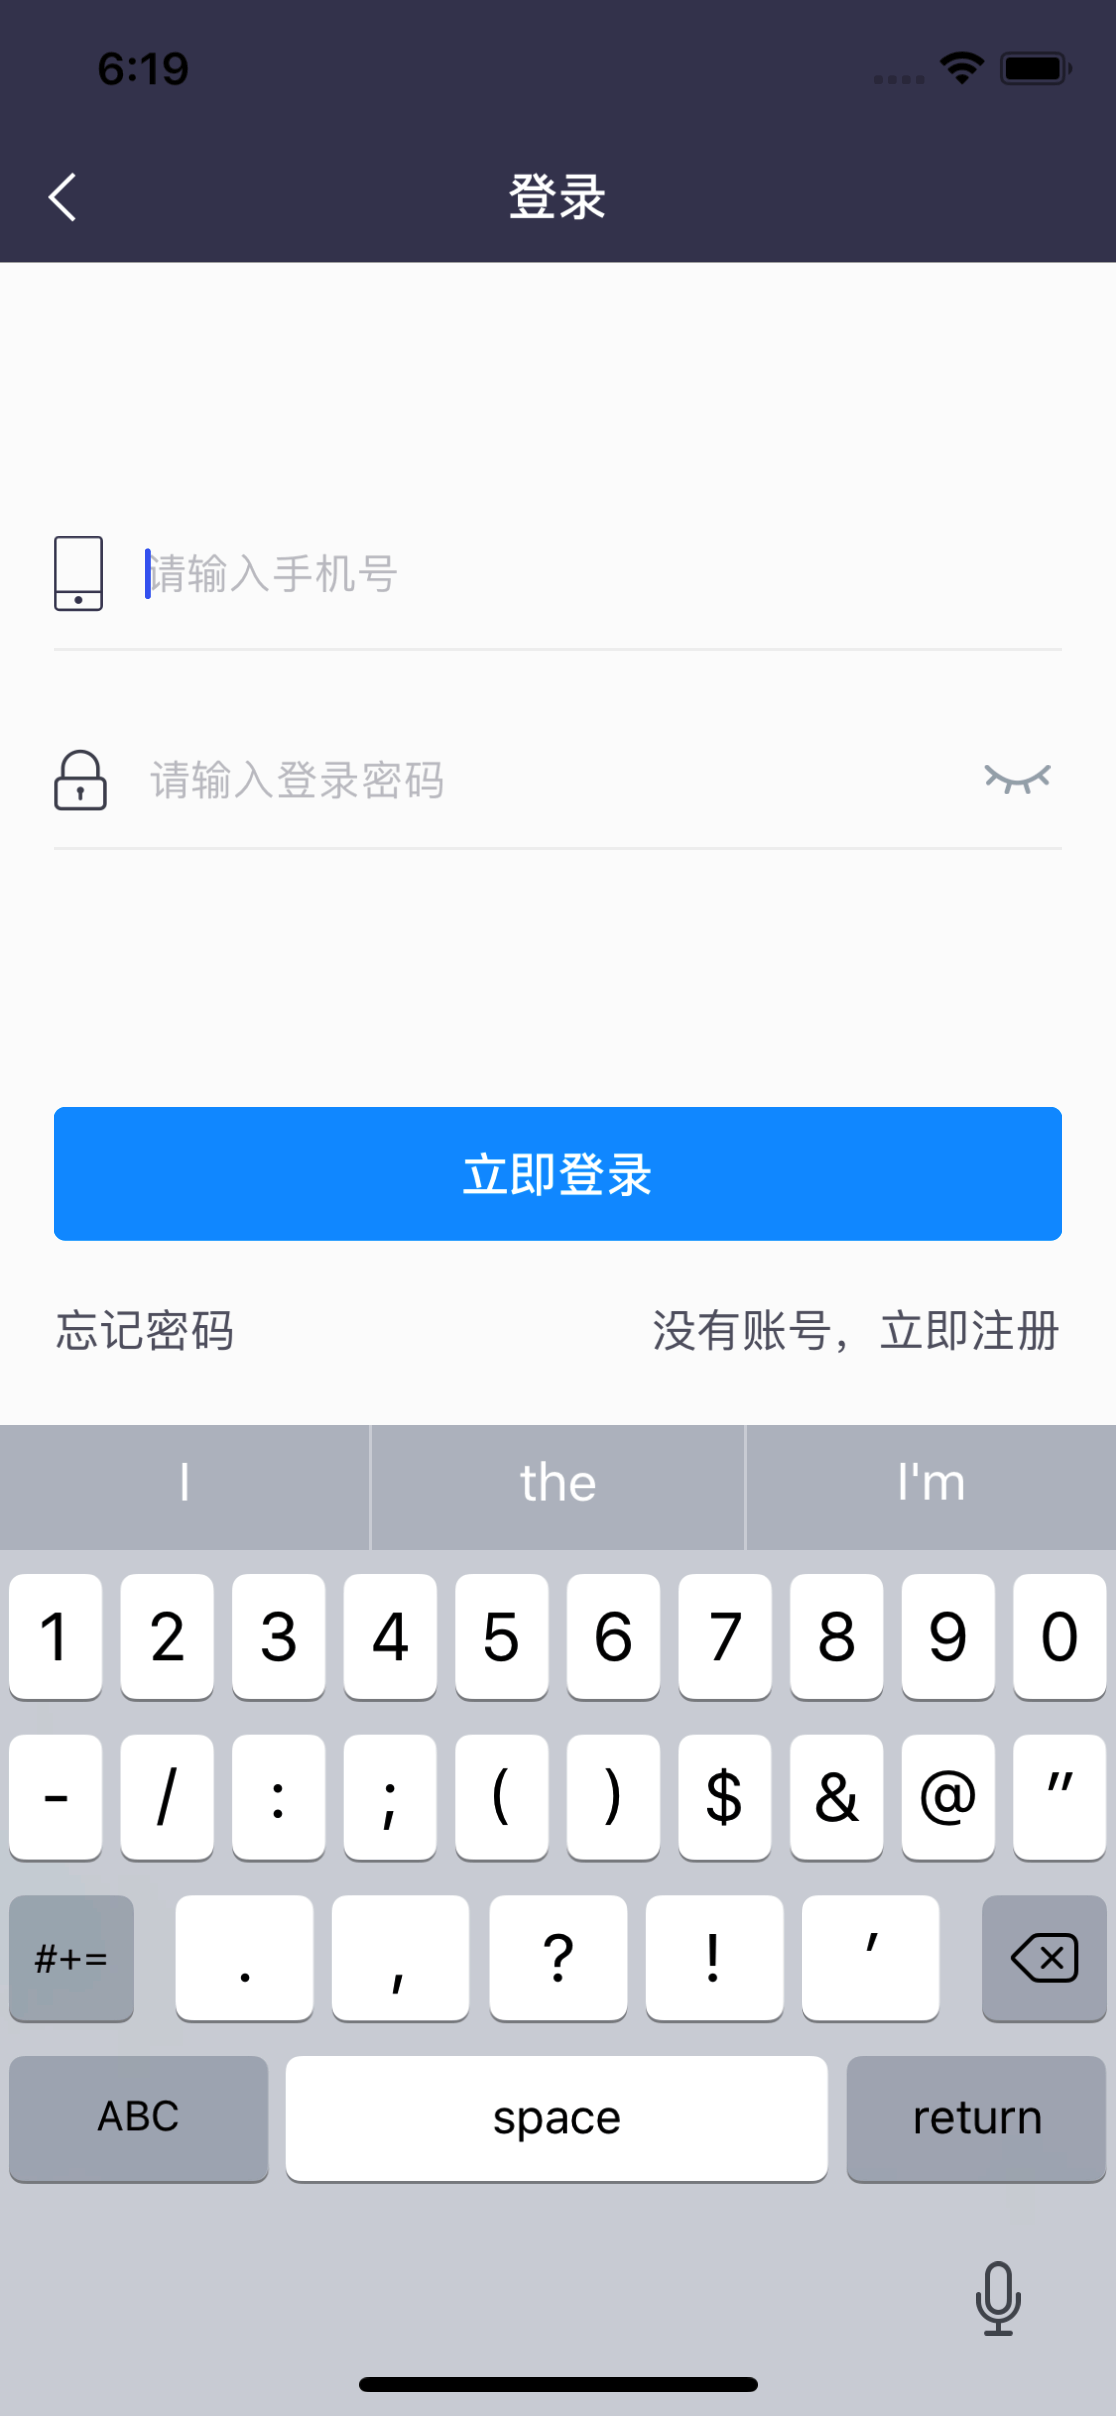 6:19
登录
请输入手机号
请输入登录密码
立即登录
忘记密码 没有账号，立即注册
I the I'm
1 2 3 4 5 6 7 8 9 0
- / : ; ( ) $ & @ "
#+= . , ? ! '
ABC space return